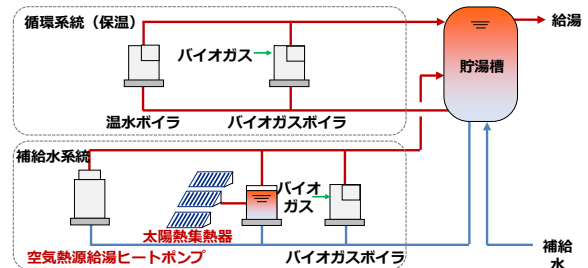 循環系統（保温）
給湯
バイオガス
貯湯槽
温水ボイラ
バイオガスボイラ
補給水系統
バイオ
ガス
太陽熱集熱器
空気熱源給湯ヒートポンプ
バイオガスボイラ
補給
水